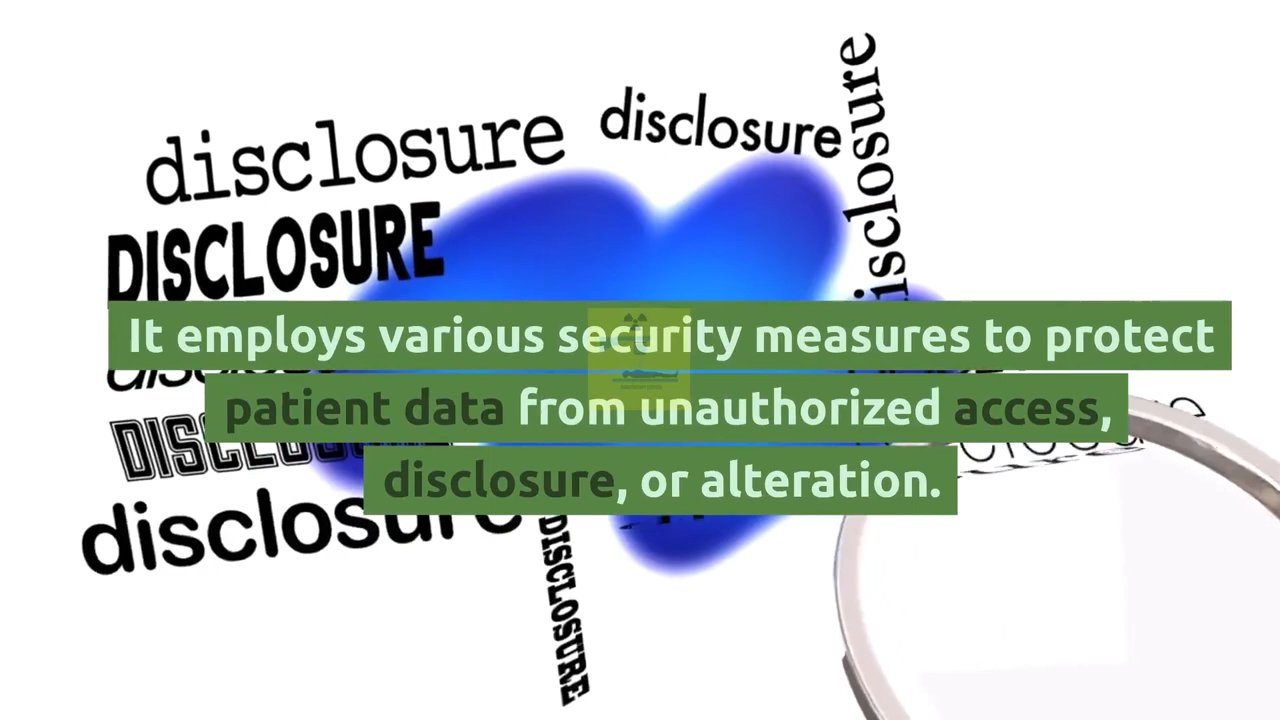 disclosure
disclosure
disclosure
DISCLOSURE
It employs various security measures to protect
patient data from unauthorized access,
disclosure, or alteration.
disclosure
DISCLOSURE